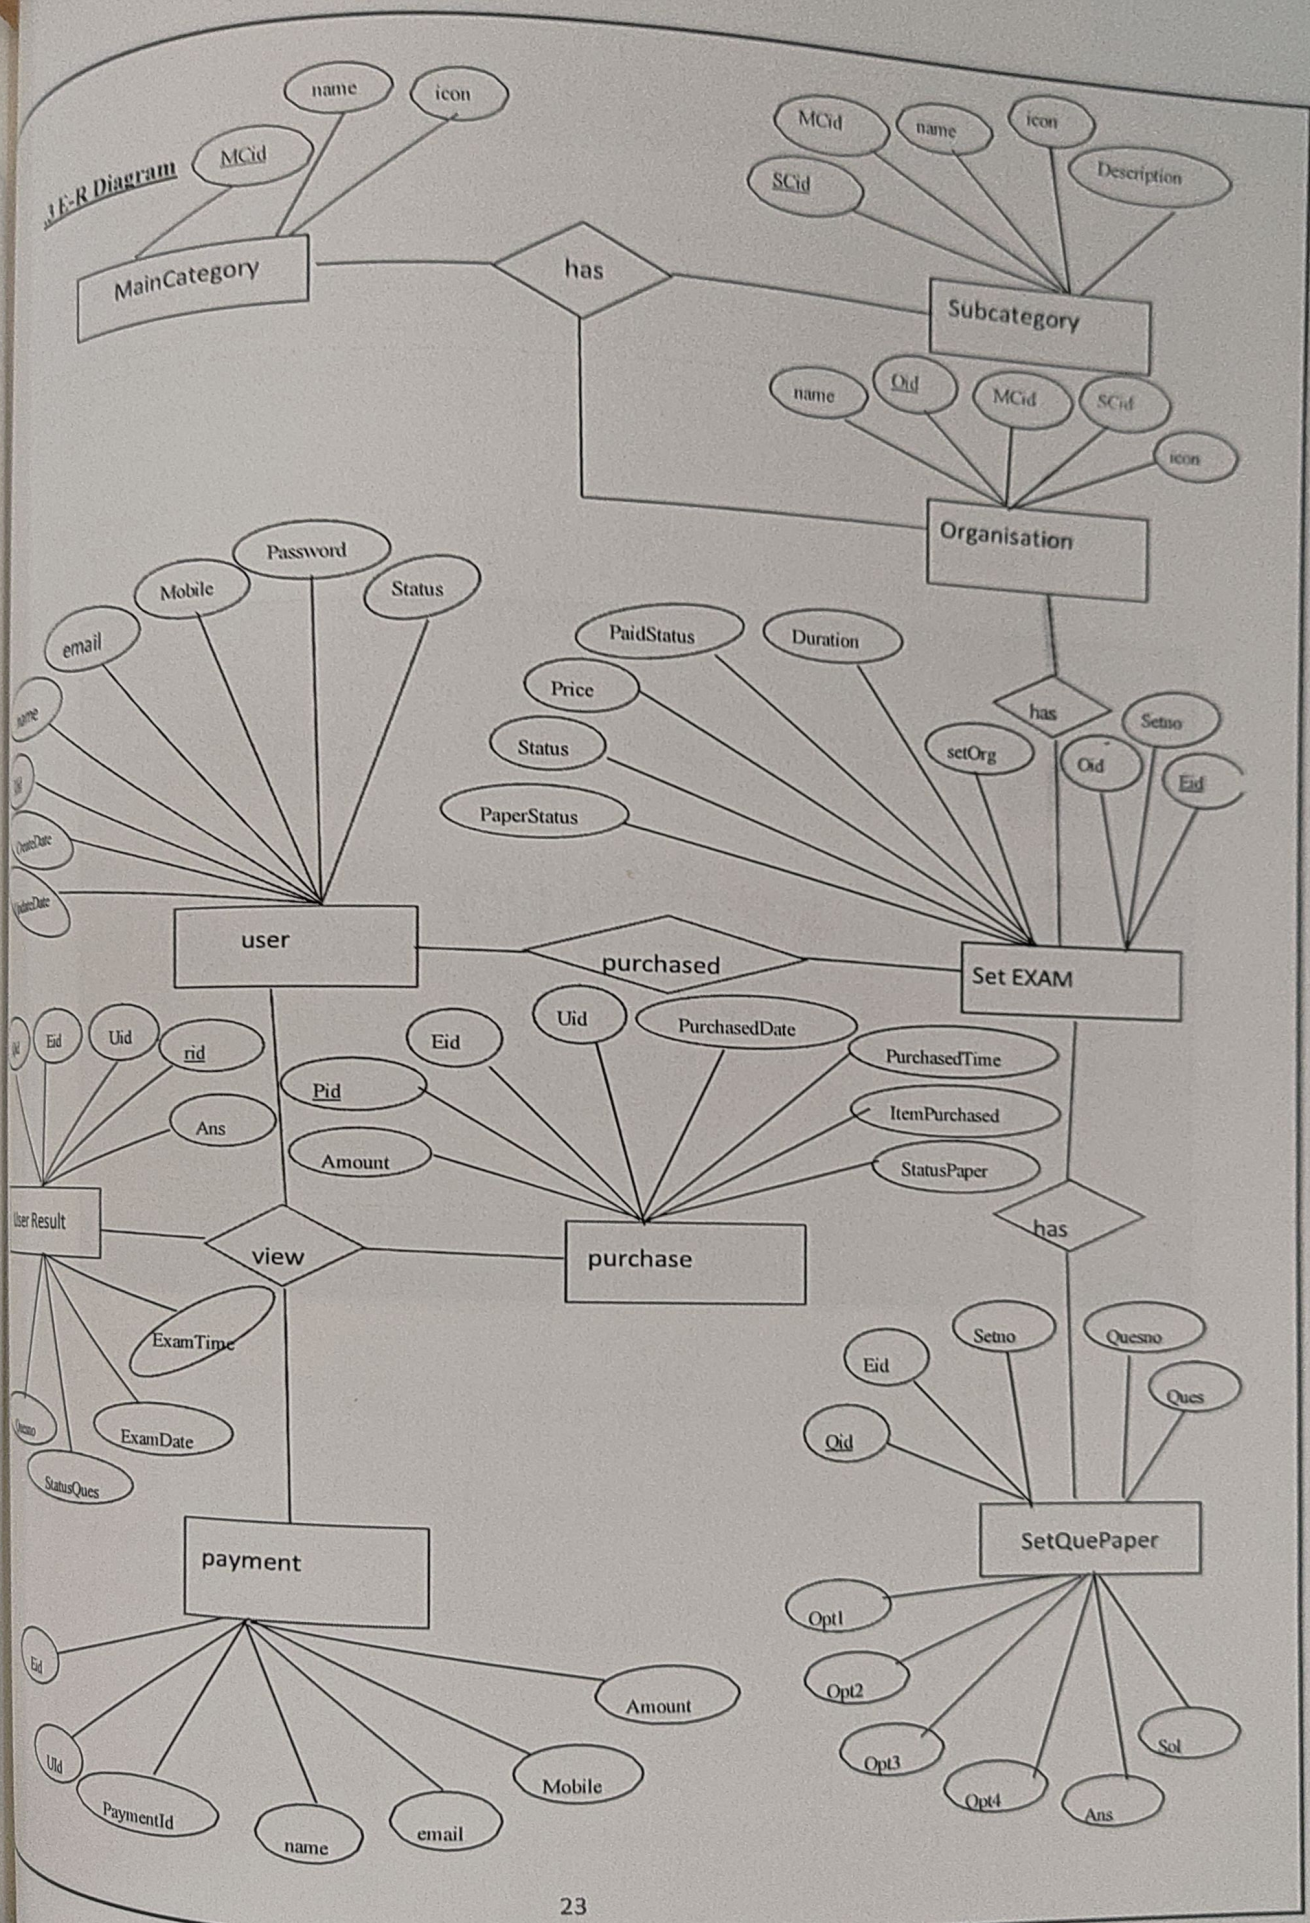 .3 E-R Diagram
MCid
name
icon
MainCategory
has
SCid
MCid
name
icon
Description
Subcategory
name
Oid
MCid
SCid
icon
Organisation
name
email
Mobile
Password
Status
CreateDate
UpdateDate
user
PaidStatus
Duration
Price
Status
PaperStatus
setOrg
has
Oid
Setno
Eid
purchased
Set EXAM
Eid
Uid
rid
Ans
User Result
Pid
Amount
Eid
Uid
PurchasedDate
PurchasedTime
ItemPurchased
StatusPaper
view
purchase
has
ExamTime
ExamDate
Quesno
StatusQues
Qid
Eid
Setno
Quesno
Ques
SetQuePaper
payment
Eid
UId
PaymentId
name
email
Mobile
Amount
Opt1
Opt2
Opt3
Opt4
Ans
Sol
23